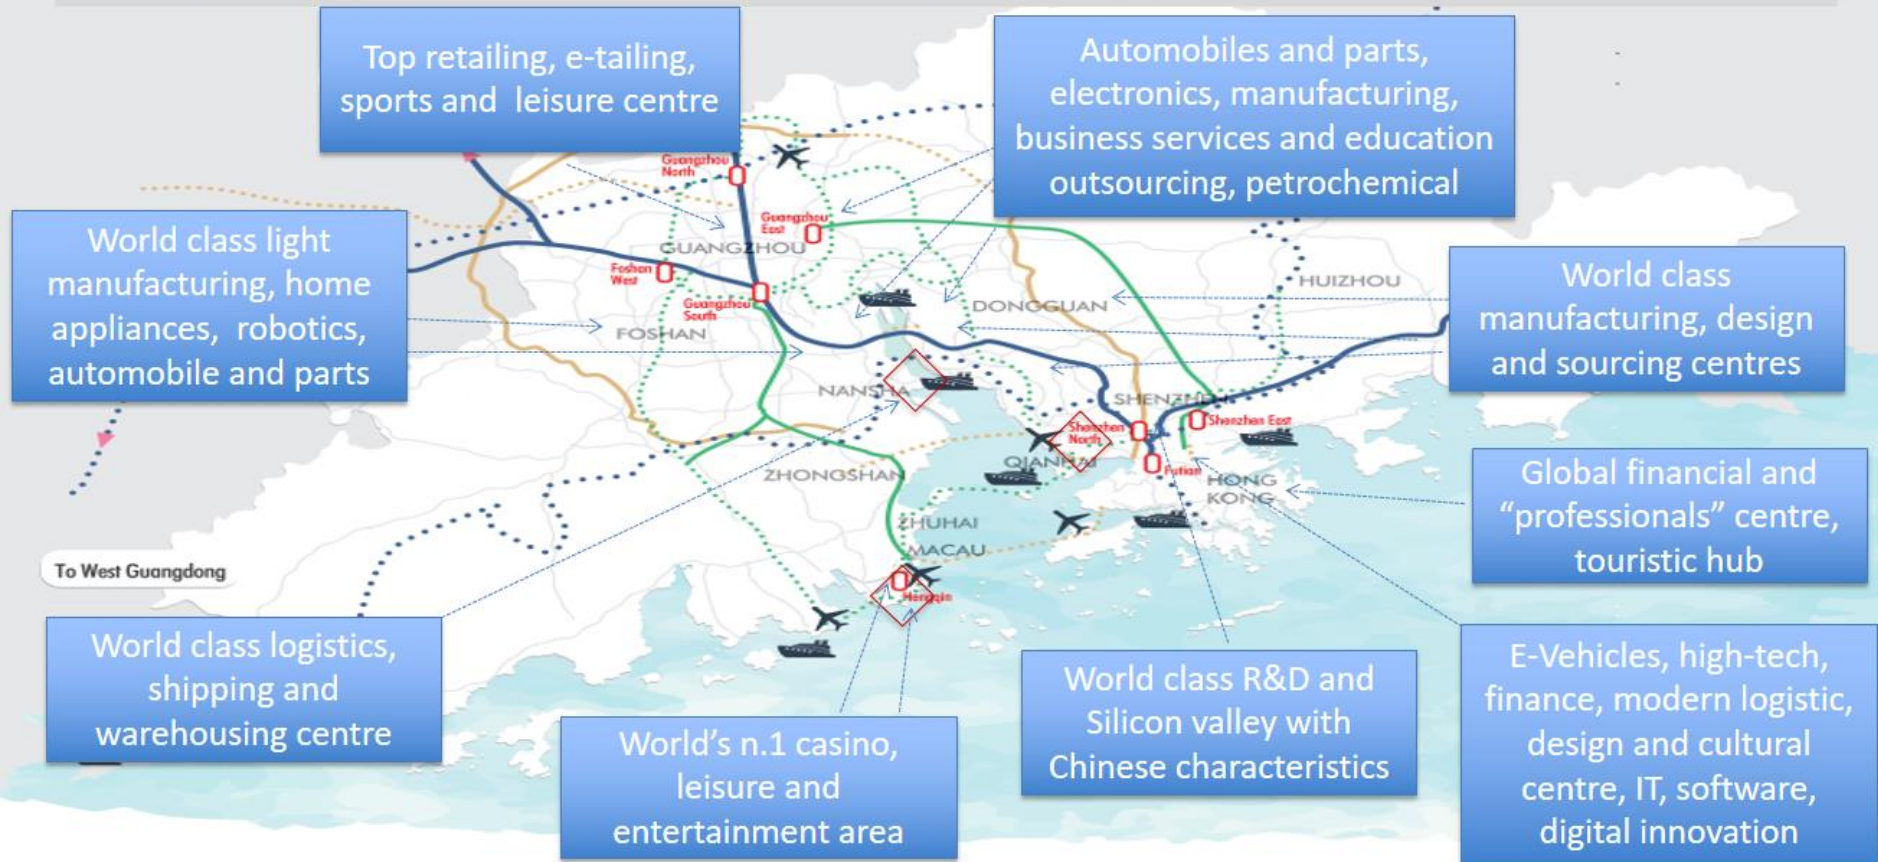 Top retailing, e-tailing,
sports and leisure centre
Automobiles and parts,
electronics, manufacturing,
business services and education
outsourcing, petrochemical
Guangzhou
North
World class light
manufacturing, home
appliances, robotics,
automobile and parts
Guangzhou
East
GUANGZHOU
Foshan
West
Guangzhou
South
FOSHAN
DONGGUAN
HUIZHOU
World class
manufacturing, design
and sourcing centres
NANSHA
SHENZHEN
Shenzhen
North
Shenzhen East
QIANHAI
Futian
ZHONGSHAN
HONG
KONG
Global financial and
“professionals” centre,
touristic hub
ZHUHAI
MACAU
Hengqin
To West Guangdong
World class logistics,
shipping and
warehousing centre
World’s n.1 casino,
leisure and
entertainment area
World class R&D and
Silicon valley with
Chinese characteristics
E-Vehicles, high-tech,
finance, modern logistic,
design and cultural
centre, IT, software,
digital innovation